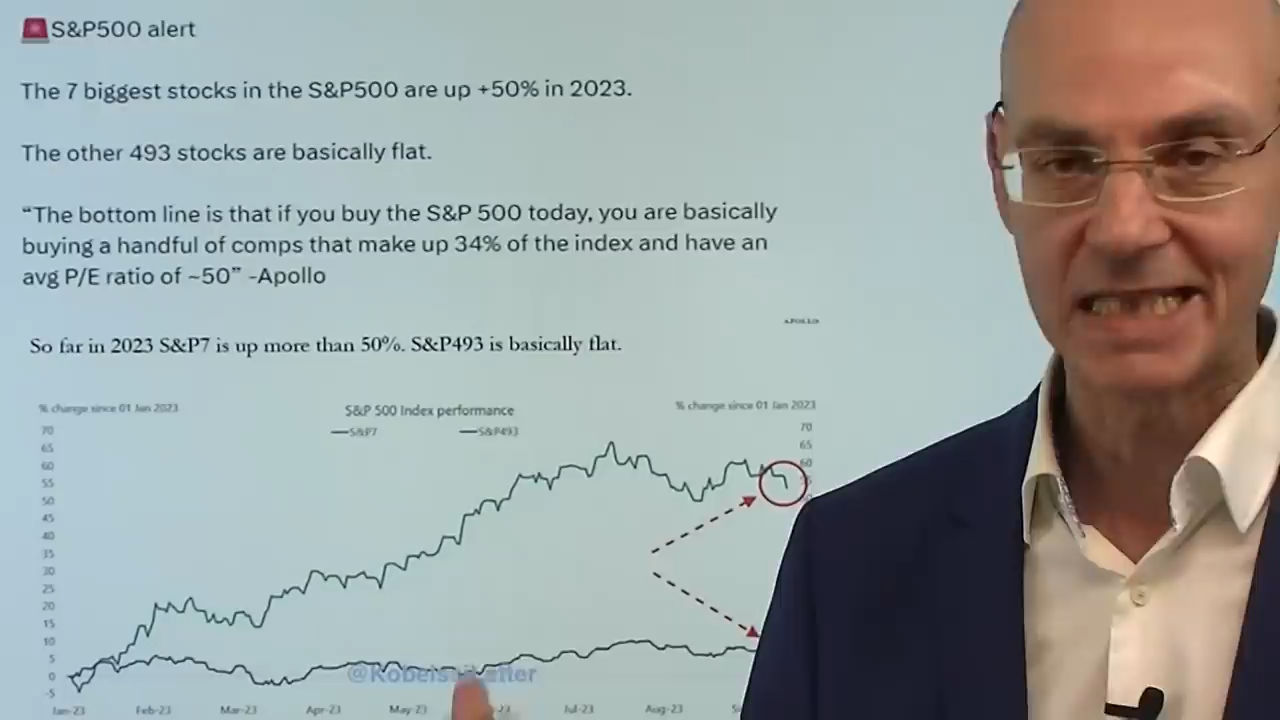 🚨S&P500 alert
The 7 biggest stocks in the S&P500 are up +50% in 2023.
The other 493 stocks are basically flat.
“The bottom line is that if you buy the S&P 500 today, you are basically
buying a handful of comps that make up 34% of the index and have an
avg P/E ratio of ~50” -Apollo
APOLLO
So far in 2023 S&P7 is up more than 50%. S&P493 is basically flat.
% change since 01 Jan 2023
S&P 500 Index performance
% change since 01 Jan 2023
S&P7
S&P493
70
65
60
55
50
45
40
35
30
25
20
15
10
5
0
-5
70
65
60
Jan-23
Feb-23
Mar-23
Apr-23
May-23
Jul-23
Aug-23